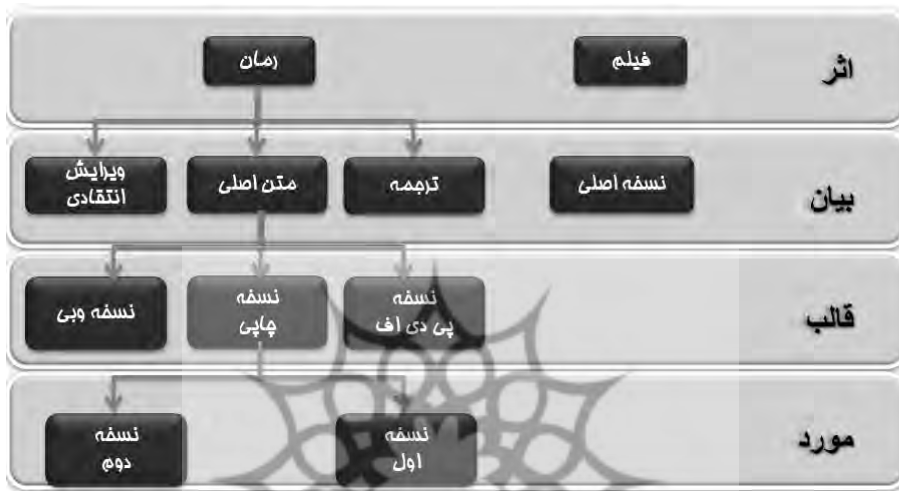 اثر
فیلم
رمان
بیان
نسخه اصلی
ترجمه
متن اصلی
ویرایش
انتقادی
قالب
نسخه
پی دی اف
نسخه
چاپی
نسخه وبی
مورد
نسخه
اول
نسخه
دوم